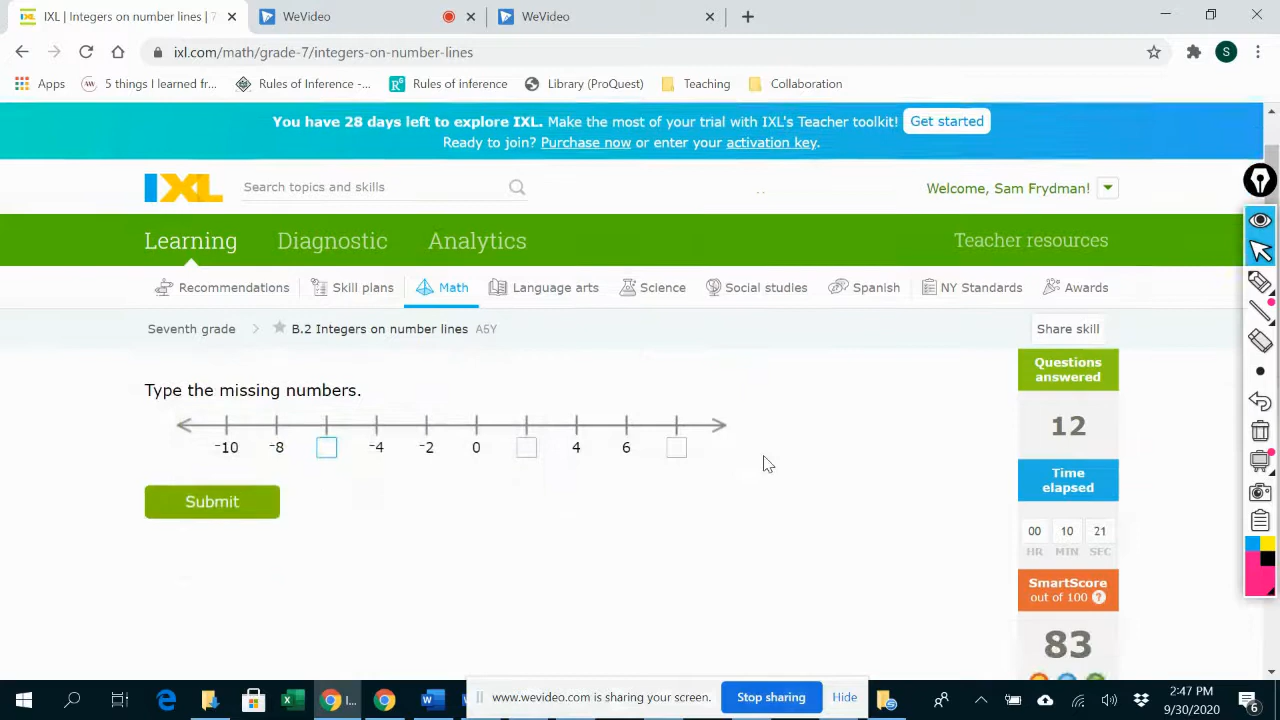 IXL | Integers on number lines | 7
WeVideo
WeVideo
ixl.com/math/grade-7/integers-on-number-lines
S
Apps
5 things I learned fr...
Rules of Inference -...
Rules of inference
Library (ProQuest)
Teaching
Collaboration
You have 28 days left to explore IXL. Make the most of your trial with IXL's Teacher toolkit! Get started
Ready to join? Purchase now or enter your activation key.
IXL
Search topics and skills
Welcome, Sam Frydman!
Learning
Diagnostic
Analytics
Teacher resources
Recommendations
Skill plans
Math
Language arts
Science
Social studies
Spanish
NY Standards
Awards
Seventh grade > B.2 Integers on number lines A6Y
Share skill
Questions answered
12
Type the missing numbers.
-10 -8 -4 -2 0 4 6
Submit
Time elapsed
00 10 21
HR MIN SEC
SmartScore
out of 100 ?
83
www.wevideo.com is sharing your screen.
Stop sharing
Hide
2:47 PM
9/30/2020
6